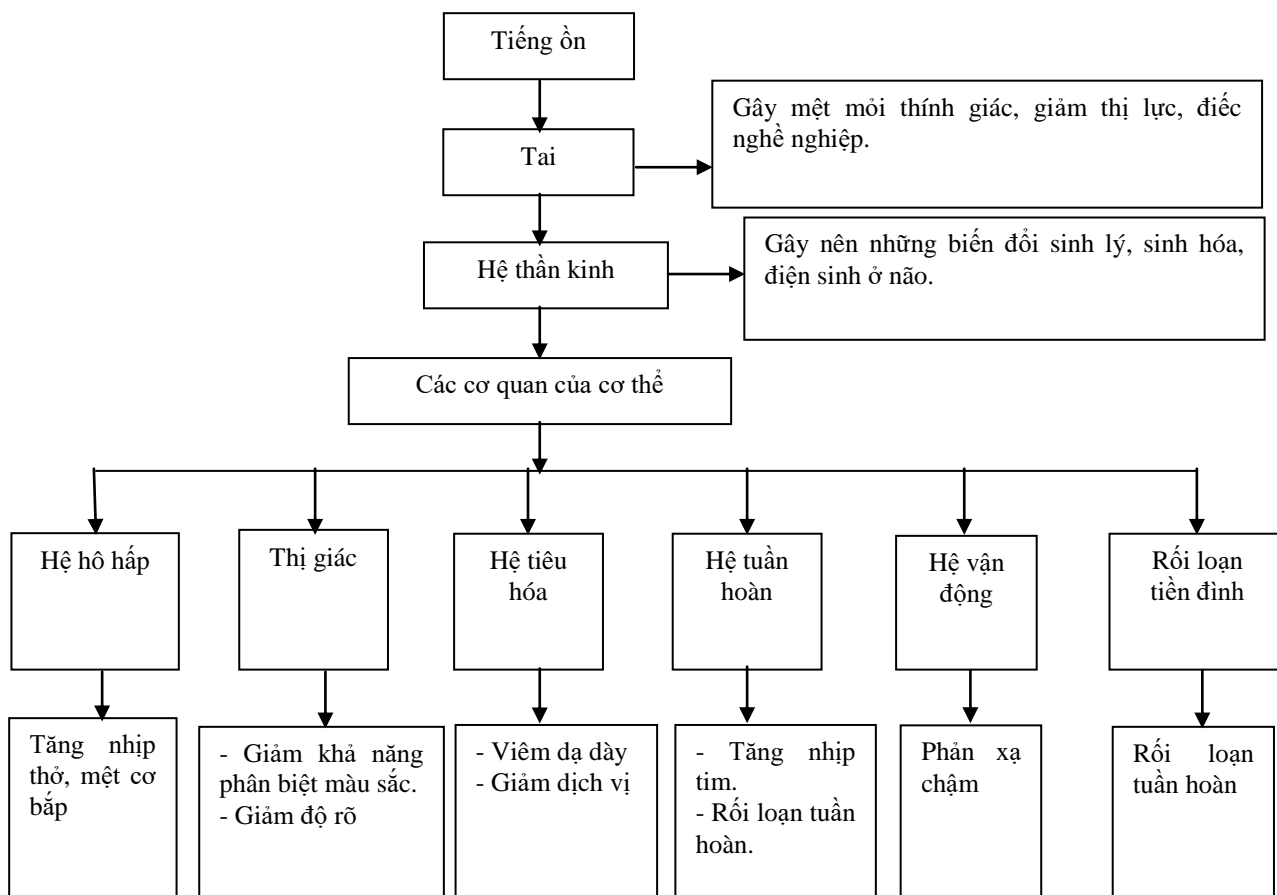 Tiếng ồn
Gây mệt mỏi thính giác, giảm thị lực, điếc
nghề nghiệp.
Tai
Gây nên những biến đổi sinh lý, sinh hóa,
điện sinh ở não.
Hệ thần kinh
Các cơ quan của cơ thể
Hệ hô hấp
Thị giác
Hệ tiêu
hóa
Hệ tuần
hoàn
Hệ vận
động
Rối loạn
tiền đình
Tăng nhịp
thở, mệt cơ
bắp
- Giảm khả năng
phân biệt màu sắc.
- Giảm độ rõ
- Viêm dạ dày
- Giảm dịch vị
- Tăng nhịp
tim.
- Rối loạn tuần
hoàn.
Phản xạ
chậm
Rối loạn
tuần hoàn